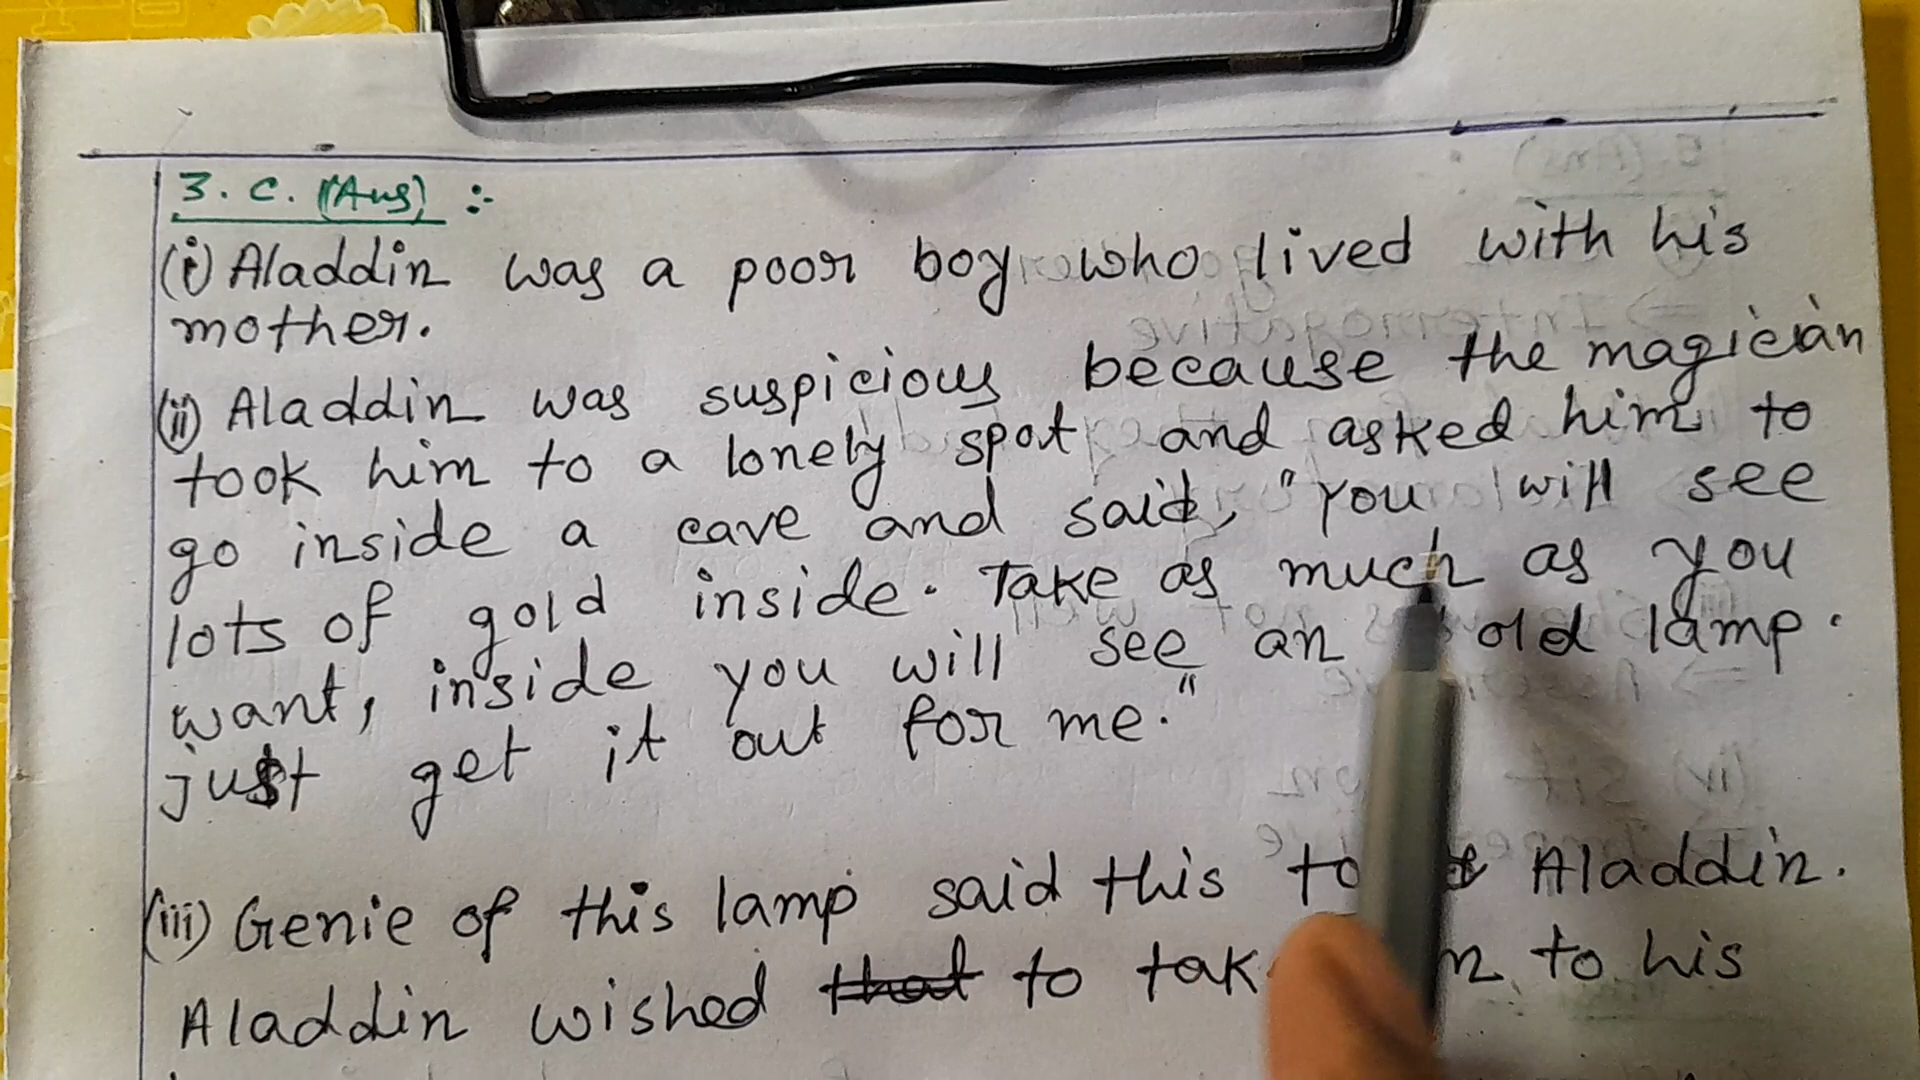 3. C. (Ans) :-
(i) Aladdin was a poor boy who lived with his
mother.
(ii) Aladdin was suspicious because the magician
took him to a lonely spot and asked him to
go inside a cave and said, "You will see
lots of gold inside. Take as much as you
want, inside you will see an old lamp.
just get it out for me."
(iii) Genie of this lamp said this to Aladdin.
Aladdin wished that to to his